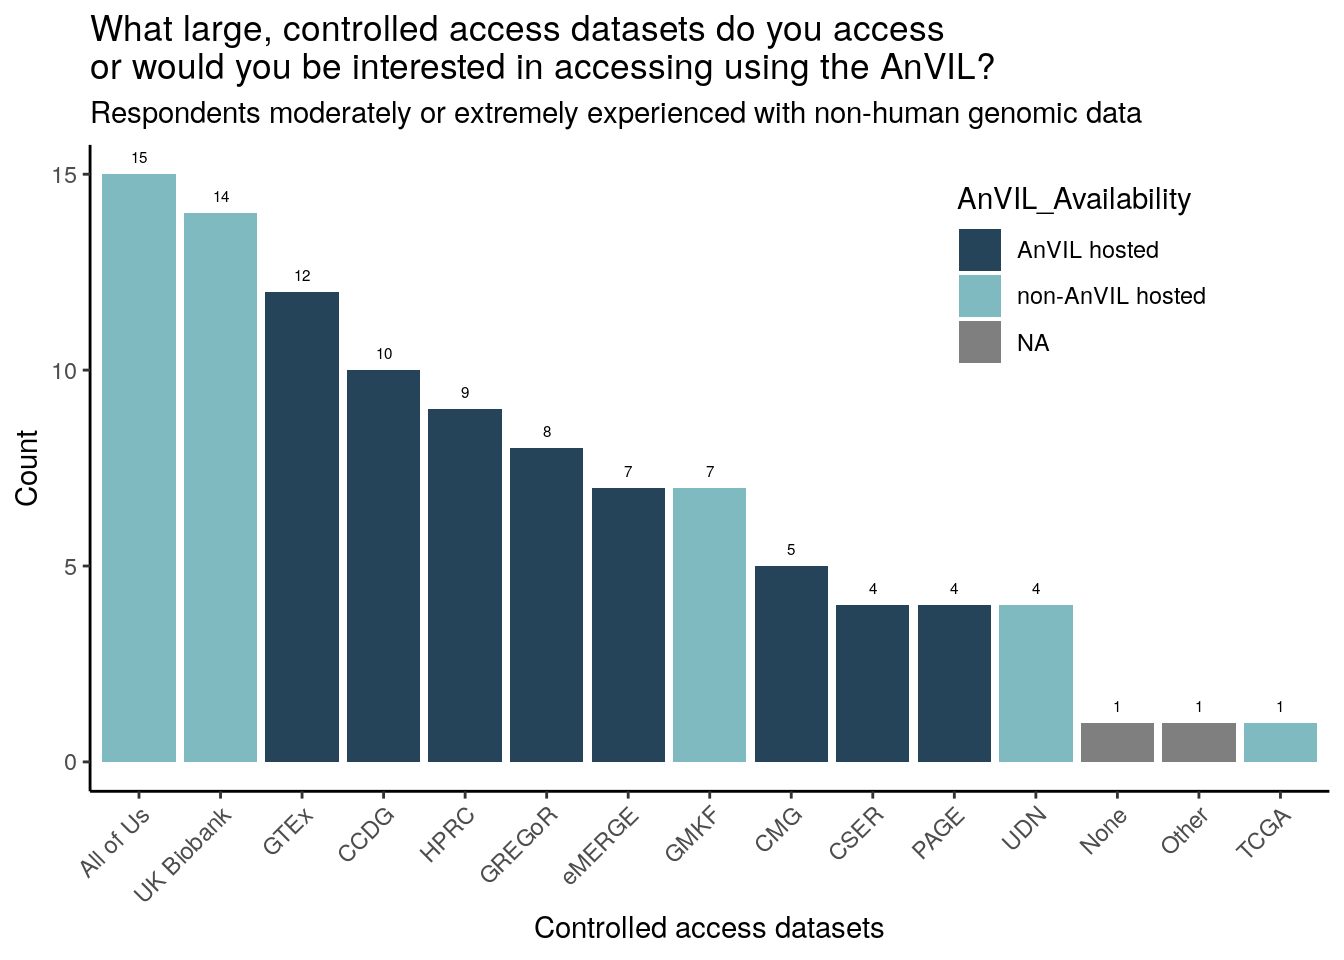 What large, controlled access datasets do you access
or would you be interested in accessing using the AnVIL?
Respondents moderately or extremely experienced with non-human genomic data
AnVIL_Availability
AnVIL hosted
non-AnVIL hosted
NA
Count
15
10
5
0
15
14
12
10
9
8
7
7
5
4
4
4
1
1
1
All of Us
UK Biobank
GTEx
CCDG
HPRC
GREGoR
eMERGE
GMKF
CMG
CSER
PAGE
UDN
None
Other
TCGA
Controlled access datasets